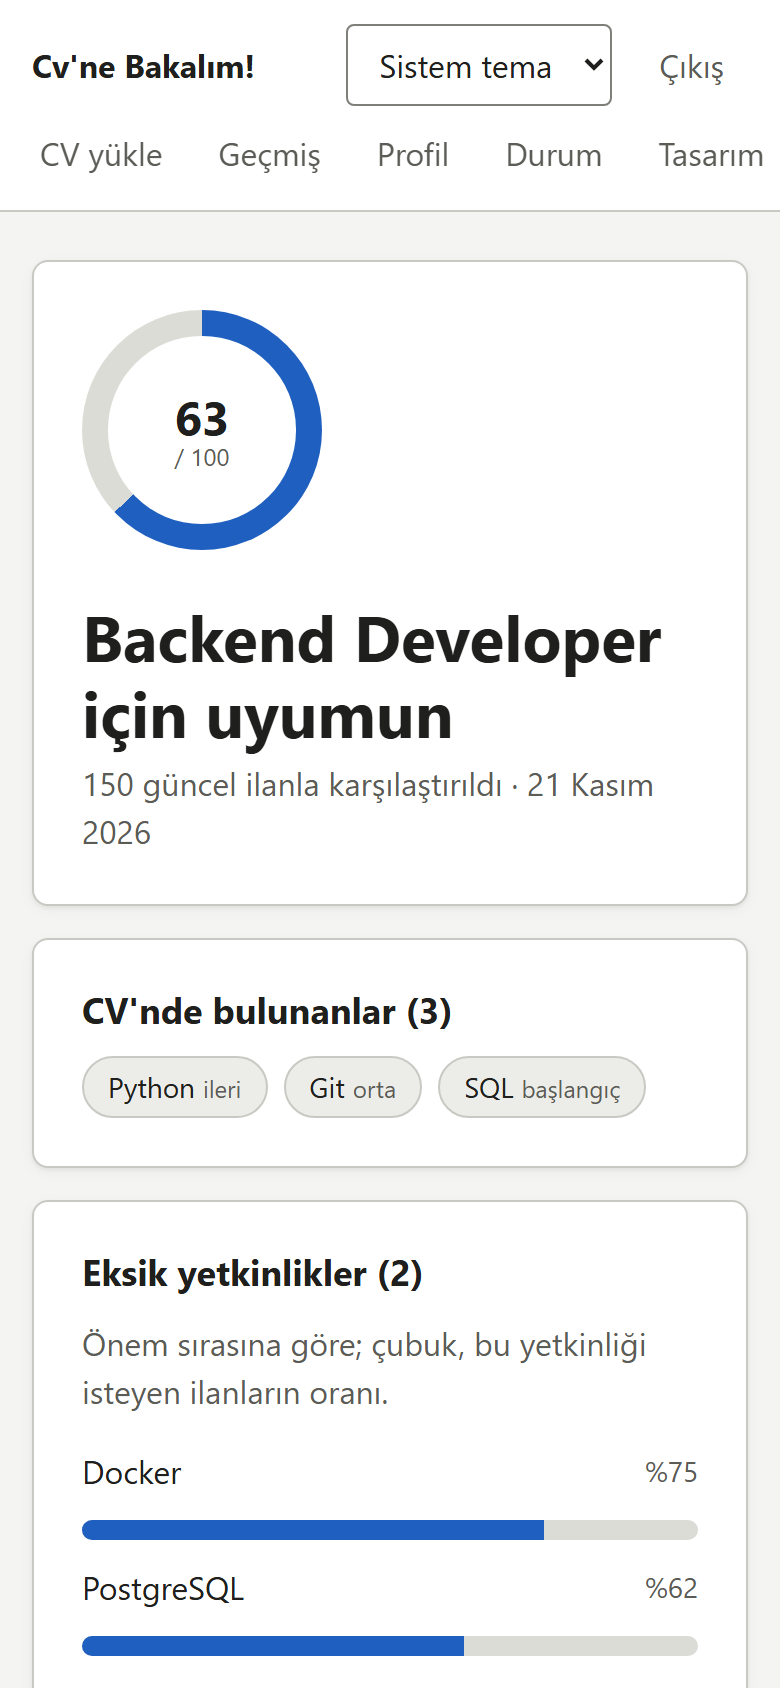 Cv'ne Bakalım!
Sistem tema
Çıkış
CV yükle Geçmiş Profil Durum Tasarım
63
/ 100
Backend Developer
için uyumun
150 güncel ilanla karşılaştırıldı · 21 Kasım
2026
CV'nde bulunanlar (3)
Python ileri Git orta SQL başlangıç
Eksik yetkinlikler (2)
Önem sırasına göre; çubuk, bu yetkinliği
isteyen ilanların oranı.
Docker %75
PostgreSQL %62